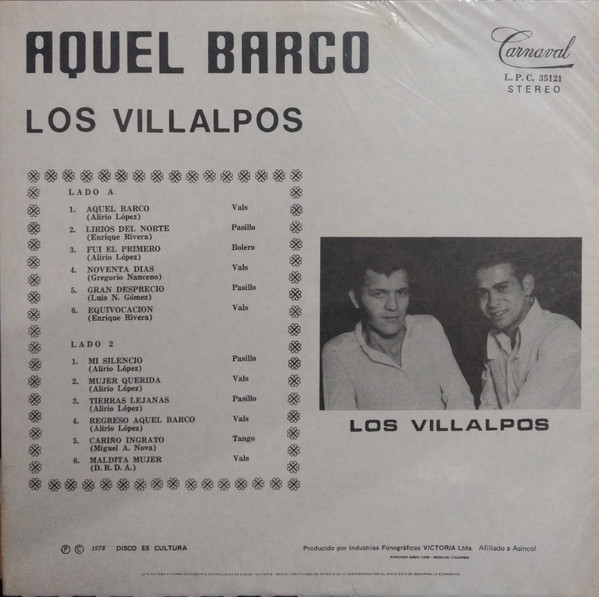 AQUEL BARCO
Carnaval
L. P. C. 35121
STEREO
LOS VILLALPOS
LADO A
1. AQUEL BARCO Vals
(Alirio López)
2. LIRIOS DEL NORTE Pasillo
(Enrique Rivera)
3. FUI EL PRIMERO Bolero
(Alirio López)
4. NOVENTA DIAS Vals
(Gregorio Nanceno)
5. GRAN DESPRECIO Pasillo
(Luis N. Gómez)
6. EQUIVOCACION Vals
(Enrique Rivera)
LADO 2
1. MI SILENCIO Pasillo
(Alirio López)
2. MUJER QUERIDA Vals
(Alirio López)
3. TIERRAS LEJANAS Pasillo
(Alirio López)
4. REGRESO AQUEL BARCO Vals
(Alirio López)
5. CARIÑO INGRATO Tango
(Miguel A. Nova)
6. MALDITA MUJER Vals
(D. R. D. A.)
LOS VILLALPOS
Ⓟ © 1978 DISCO ES CULTURA
Producido por Industrias Fonográficas VICTORIA Ltda. Afiliado a Asincol